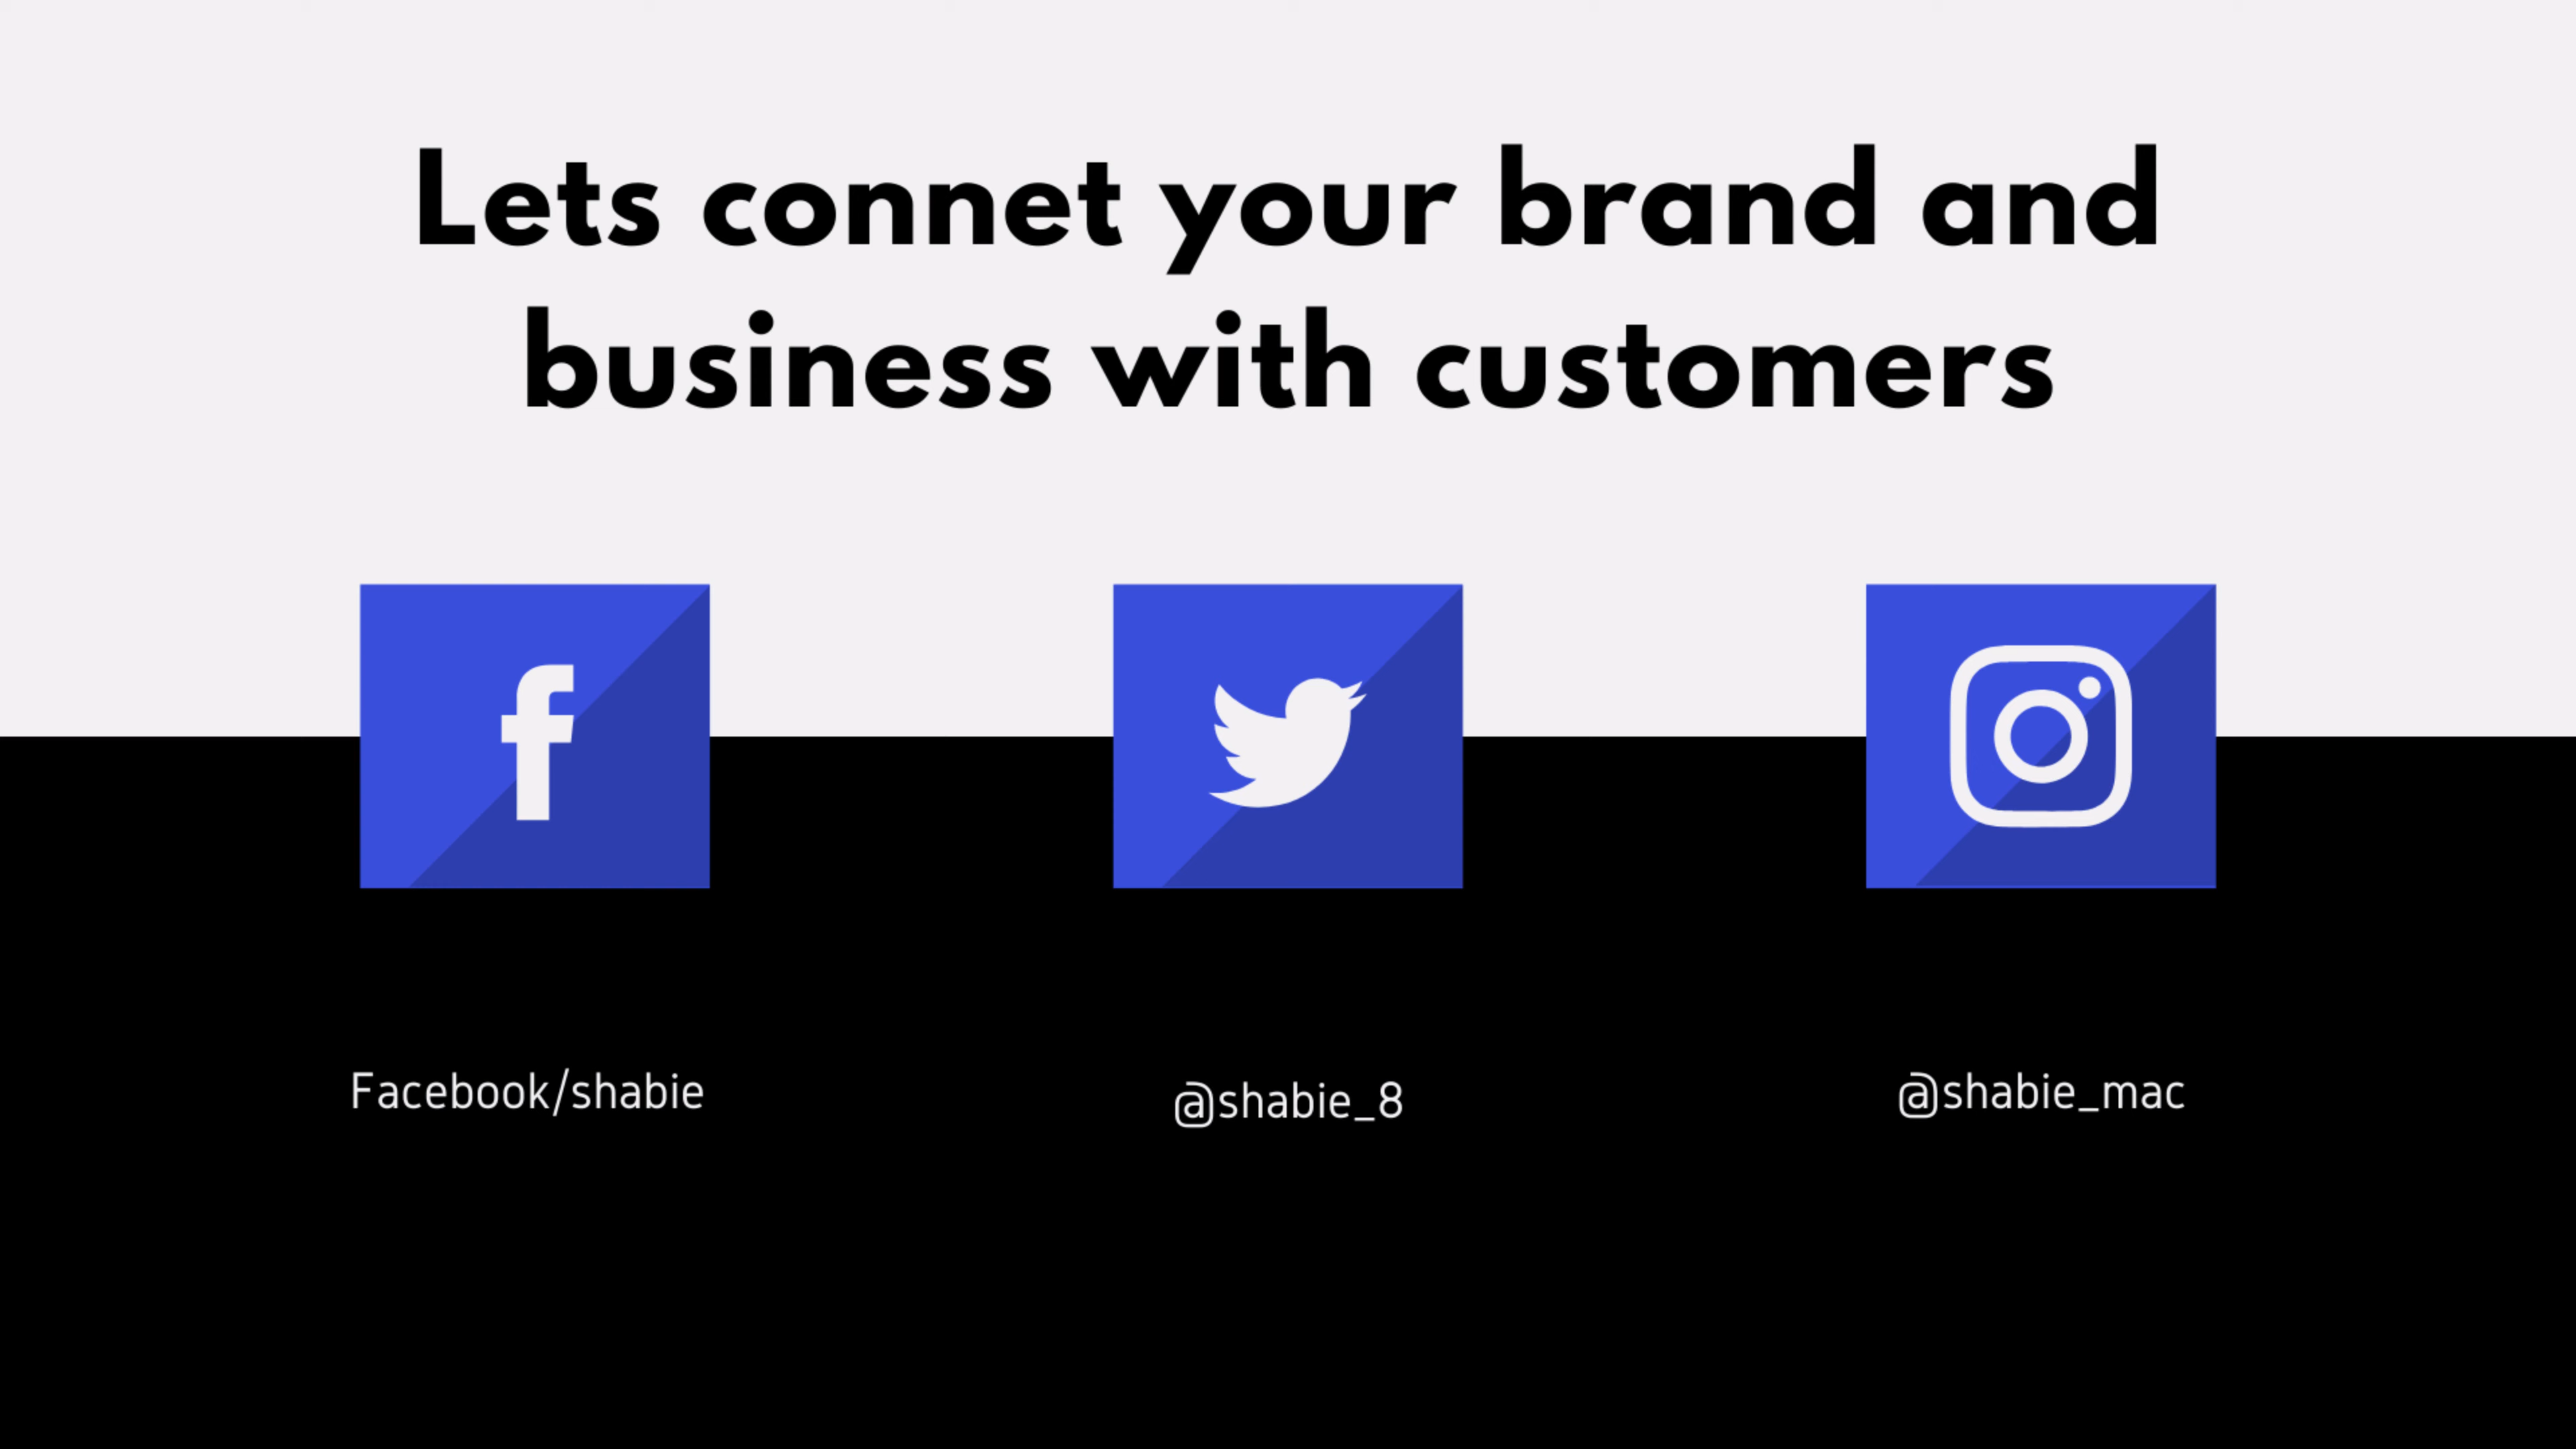 Lets connet your brand and
business with customers
Facebook/shabie
@shabie_8
@shabie_mac